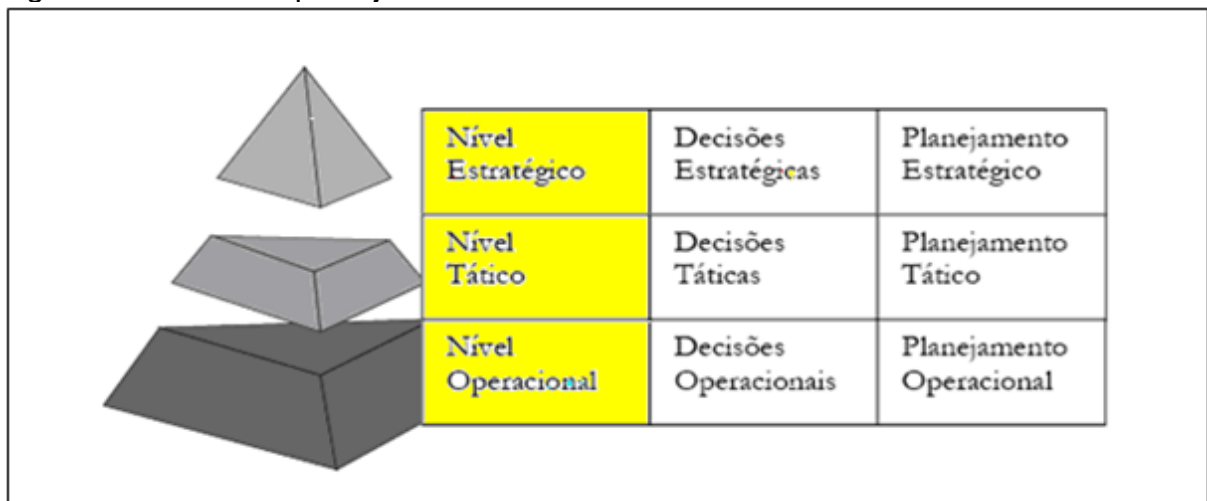 Nível
Estratégico
Decisões
Estratégicas
Planejamento
Estratégico
Nível
Tático
Decisões
Táticas
Planejamento
Tático
Nível
Operacional
Decisões
Operacionais
Planejamento
Operacional